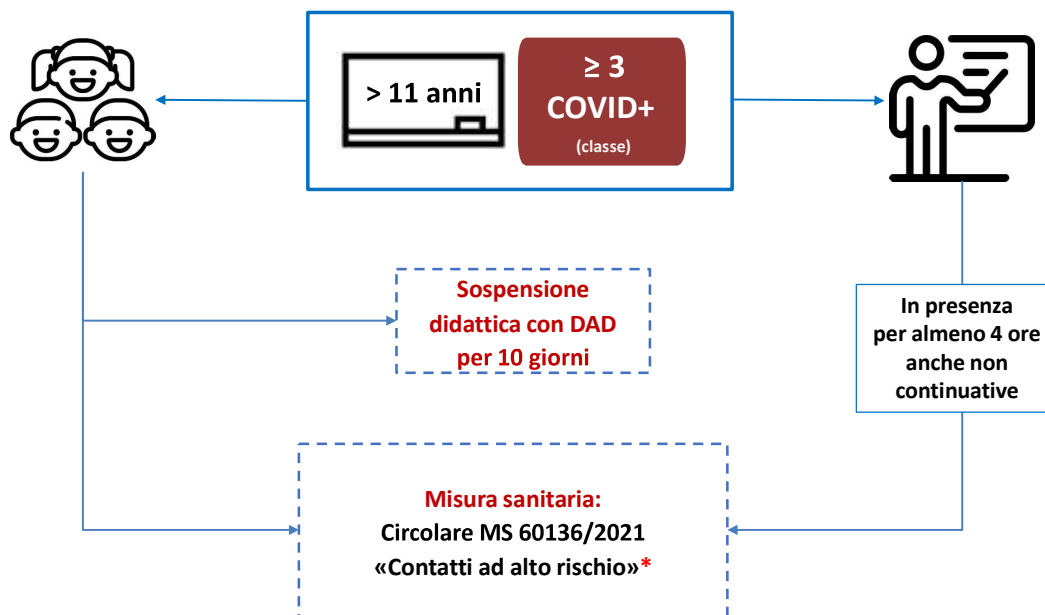 > 11 anni
≥ 3
COVID+
(classe)
Sospensione
didattica con DAD
per 10 giorni
In presenza
per almeno 4 ore
anche non
continuative
Misura sanitaria:
Circolare MS 60136/2021
«Contatti ad alto rischio»*